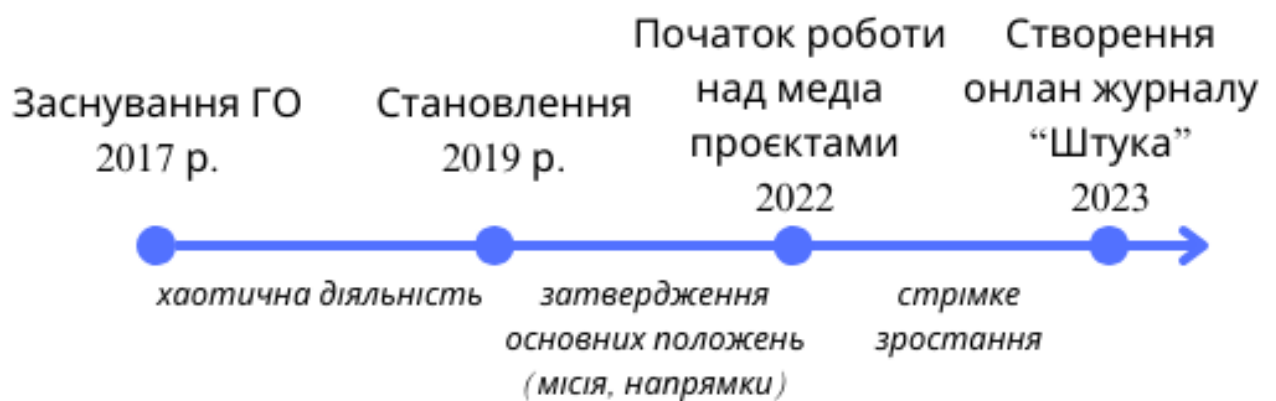 Заснування ГО
2017 р.
Становлення
2019 р.
Початок роботи
над медіа
проєктами
2022
Створення
онлан журналу
“Штука”
2023
хаотична діяльність
затвердження
основних положень
(місія, напрямки)
стрімке
зростання